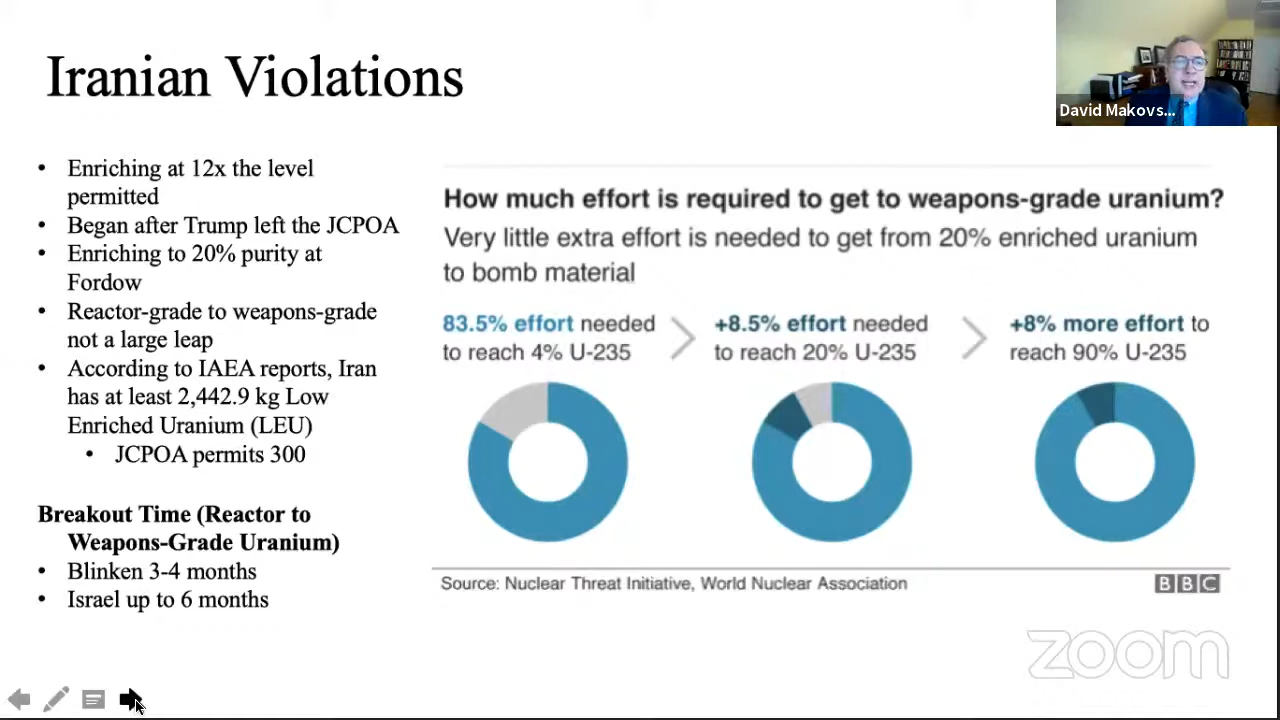 Iranian Violations
David Makovs...
• Enriching at 12x the level
permitted
• Began after Trump left the JCPOA
• Enriching to 20% purity at
Fordow
• Reactor-grade to weapons-grade
not a large leap
• According to IAEA reports, Iran
has at least 2,442.9 kg Low
Enriched Uranium (LEU)
• JCPOA permits 300
Breakout Time (Reactor to
Weapons-Grade Uranium)
• Blinken 3-4 months
• Israel up to 6 months
How much effort is required to get to weapons-grade uranium?
Very little extra effort is needed to get from 20% enriched uranium
to bomb material
83.5% effort needed
to reach 4% U-235
+8.5% effort needed
to reach 20% U-235
+8% more effort to
reach 90% U-235
Source: Nuclear Threat Initiative, World Nuclear Association
BBC
zoom